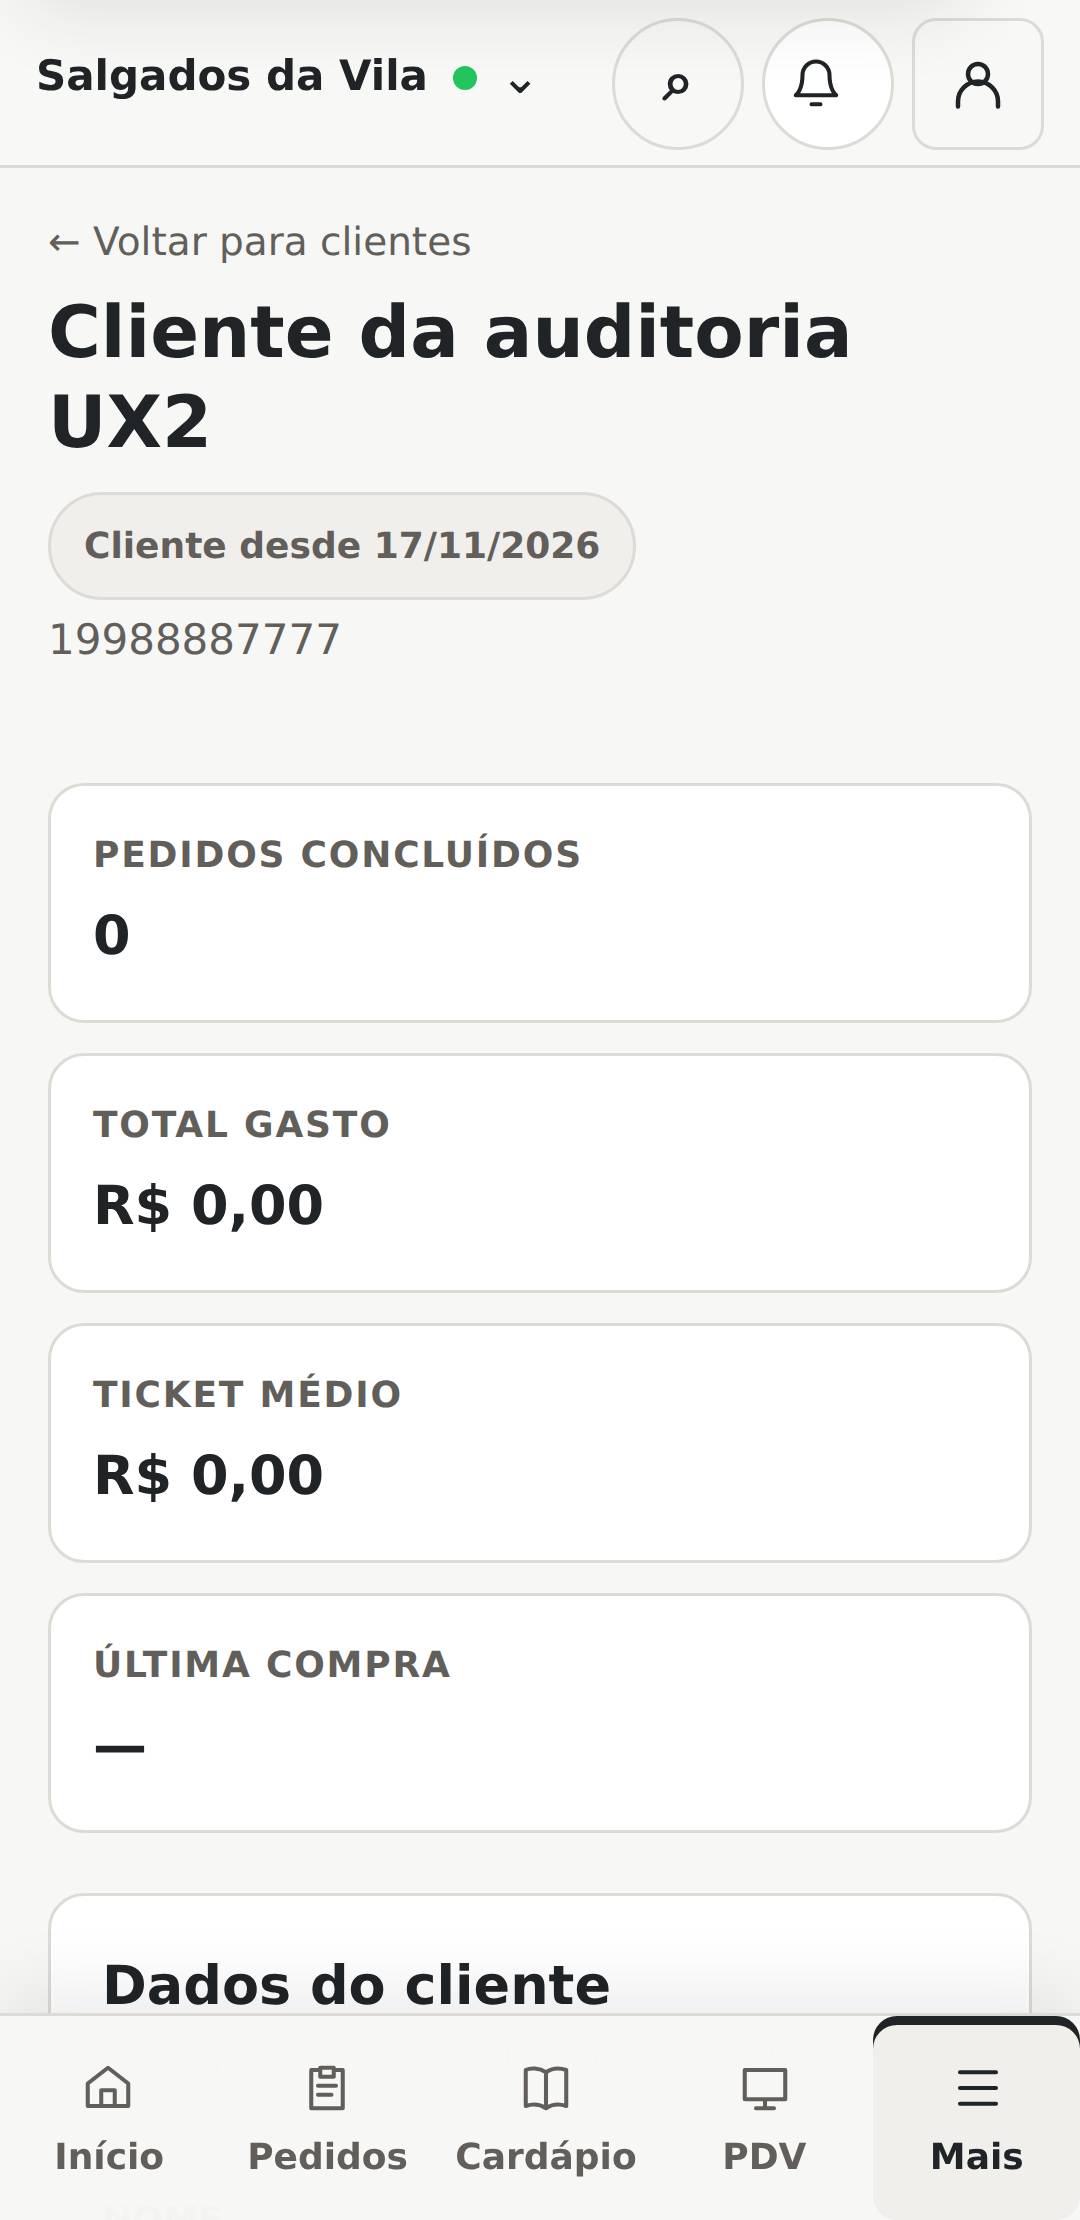 Salgados da Vila
← Voltar para clientes
Cliente da auditoria
UX2
Cliente desde 17/11/2026
19988887777
PEDIDOS CONCLUÍDOS
0
TOTAL GASTO
R$ 0,00
TICKET MÉDIO
R$ 0,00
ÚLTIMA COMPRA
—
Dados do cliente
Início
Pedidos
Cardápio
PDV
Mais